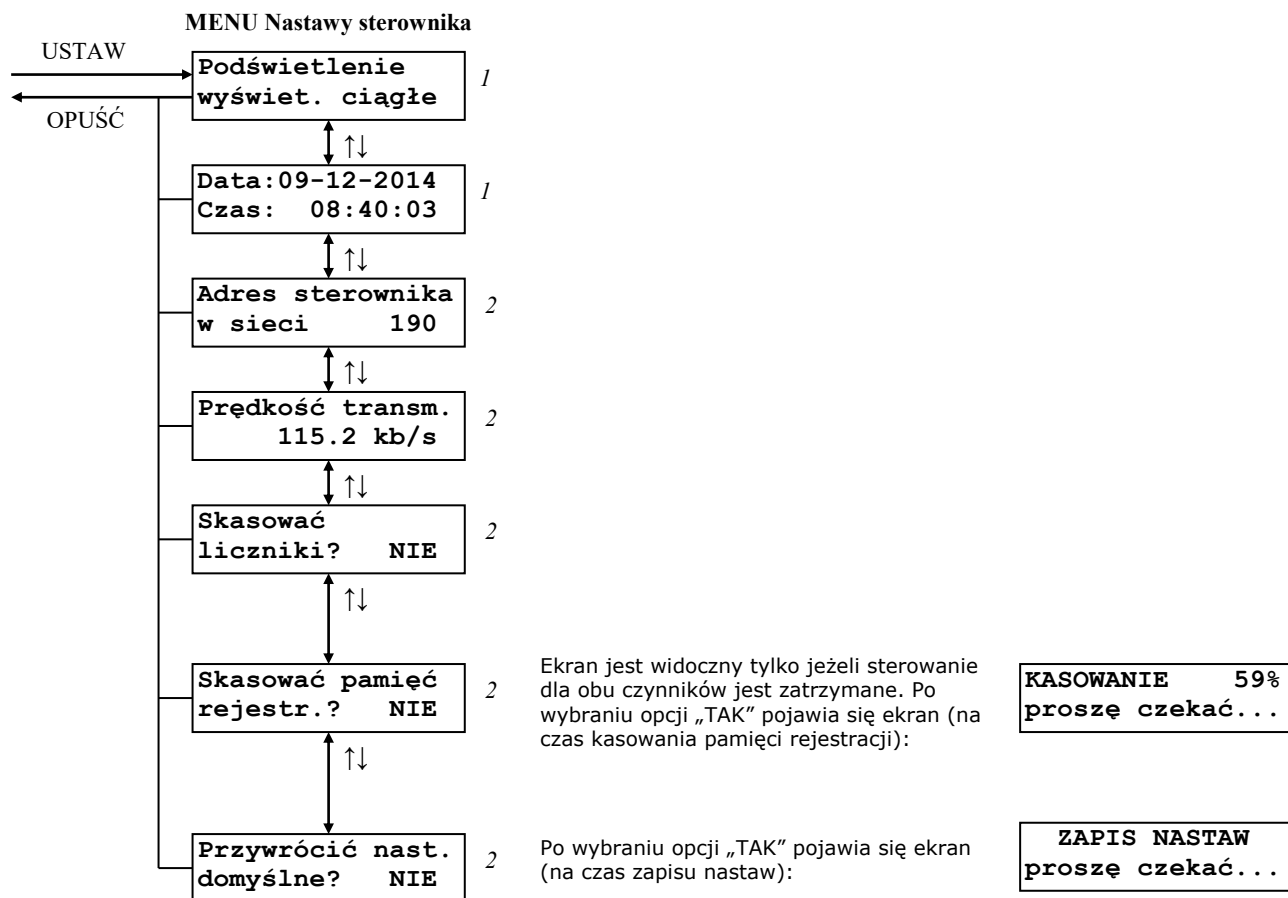 MENU Nastawy sterownika
USTAW
OPUŚĆ
Podświetlenie
wyświet. ciągłe
1
↑↓
Data:09-12-2014
Czas: 08:40:03
1
↑↓
Adres sterownika
w sieci 190
2
↑↓
Prędkość transm.
115.2 kb/s
2
↑↓
Skasować
liczniki? NIE
2
↑↓
Skasować pamięć
rejestr.? NIE
2
Ekran jest widoczny tylko jeżeli sterowanie
dla obu czynników jest zatrzymane. Po
wybraniu opcji „TAK” pojawia się ekran (na
czas kasowania pamięci rejestracji):
KASOWANIE 59%
proszę czekać...
↑↓
Przywrócić nast.
domyślne? NIE
2
Po wybraniu opcji „TAK” pojawia się ekran
(na czas zapisu nastaw):
ZAPIS NASTAW
proszę czekać...